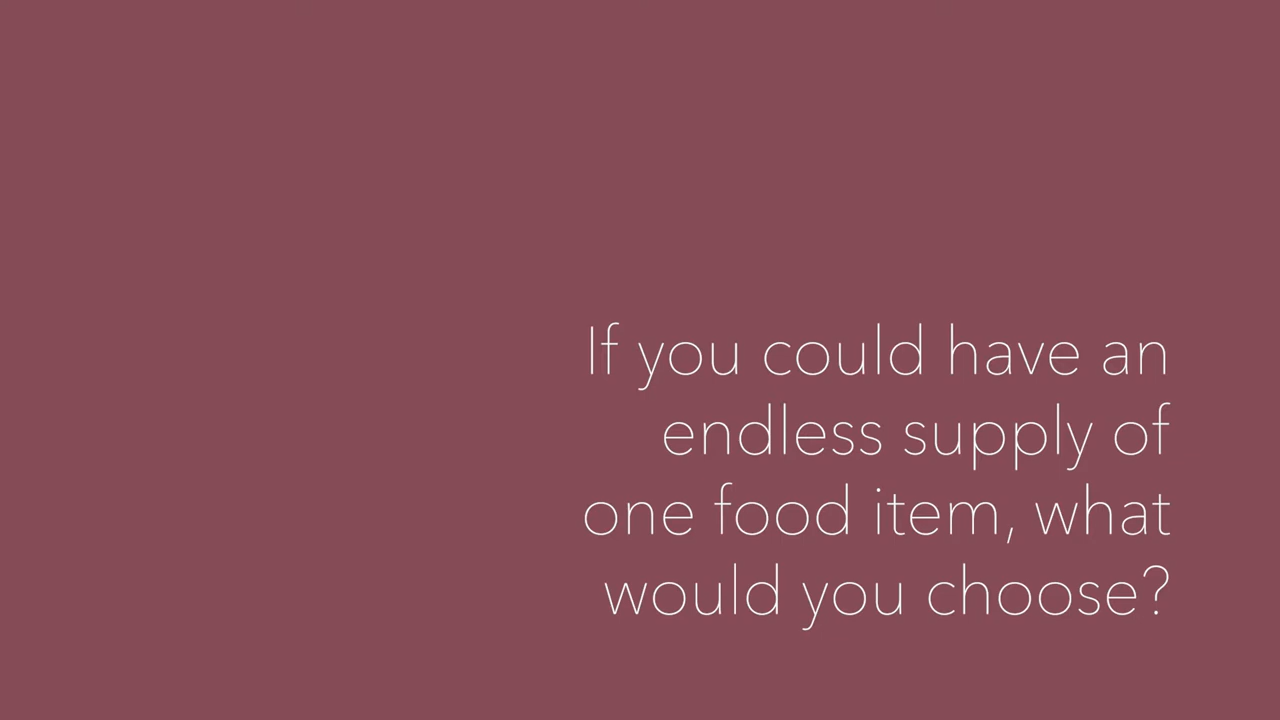 If you could have an
endless supply of
one food item, what
would you choose?